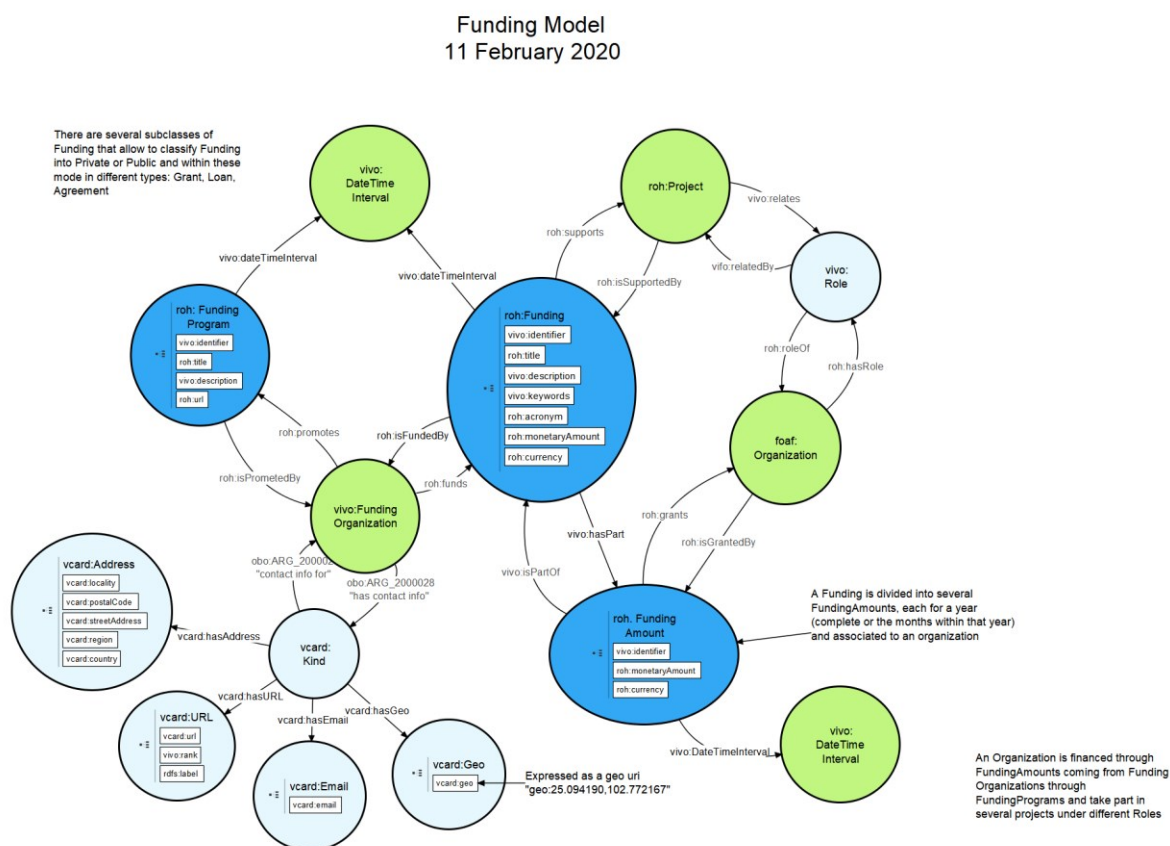 Funding Model
11 February 2020
There are several subclasses of
Funding that allow to classify Funding
into Private or Public and within these
mode in different types: Grant, Loan,
Agreement
vivo:
DateTime
Interval
roh:Project
vivo:relates
roh:supports
vivo:dateTimeInterval
vivo:dateTimeInterval
roh:isSupportedBy
vifo:relatedBy
vivo:
Role
roh: Funding
Program
vivo:identifier
roh:title
vivo:description
roh:url
roh:Funding
vivo:identifier
roh:title
vivo:description
vivo:keywords
roh:acronym
roh:monetaryAmount
roh:currency
roh:roleOf
roh:hasRole
roh:promotes
roh:isFundedBy
foaf:
Organization
roh:isPrometedBy
roh:funds
vivo:Funding
Organization
roh:grants
vivo:hasPart
roh:isGrantedBy
vivo:isPartOf
obo:ARG_200002
"contact info for"
obo:ARG_2000028
"has contact info"
vcard:Address
vcard:locality
vcard:postalCode
vcard:streetAddress
vcard:region
vcard:country
vcard:hasAddress
vcard:
Kind
roh. Funding
Amount
vivo:identifier
roh:monetaryAmount
roh:currency
A Funding is divided into several
FundingAmounts, each for a year
(complete or the months within that year)
and associated to an organization
vcard:hasURL
vcard:hasEmail
vcard:hasGeo
vcard:URL
vcard:url
vivo:rank
rdfs:label
vcard:Email
vcard:email
vcard:Geo
vcard:geo
Expressed as a geo uri
"geo:25.094190,102.772167"
vivo:DateTimeInterval
vivo:
DateTime
Interval
An Organization is financed through
FundingAmounts coming from Funding
Organizations through
FundingPrograms and take part in
several projects under different Roles